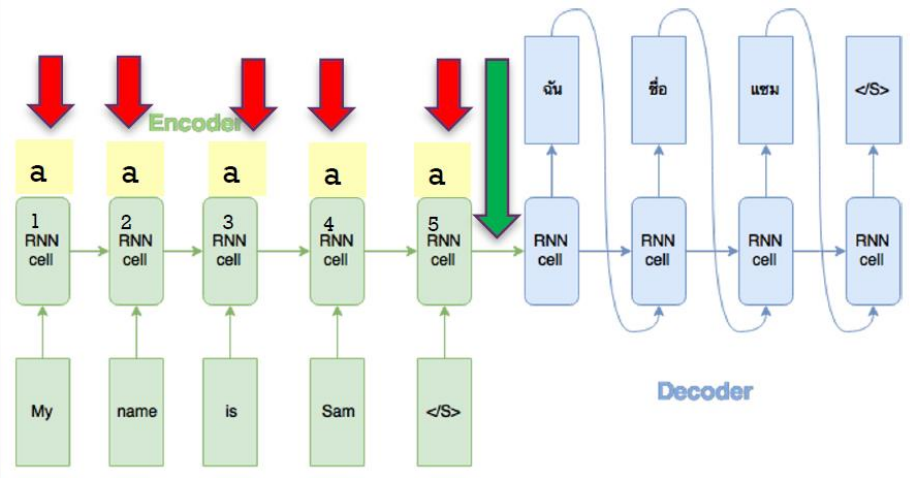 ฉัน ชื่อ แซม </S>
Encoder
a a a a a
1 2 3 4 5
RNN RNN RNN RNN RNN RNN RNN RNN RNN
cell cell cell cell cell cell cell cell cell
My name is Sam </S>
Decoder